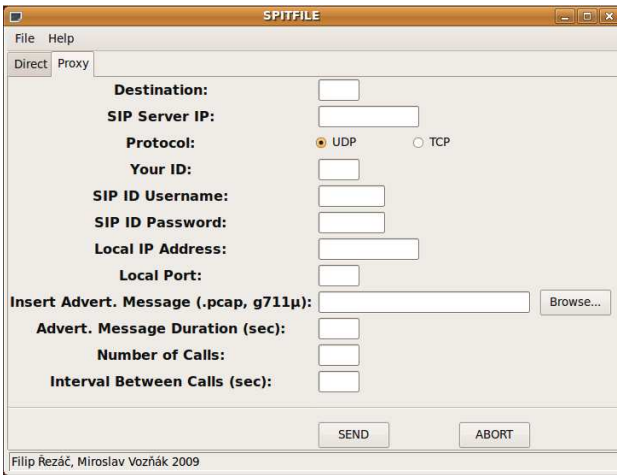 SPITFILE
File Help
Direct Proxy
Destination:
SIP Server IP:
Protocol: UDP TCP
Your ID:
SIP ID Username:
SIP ID Password:
Local IP Address:
Local Port:
Insert Advert. Message (.pcap, g711µ): Browse...
Advert. Message Duration (sec):
Number of Calls:
Interval Between Calls (sec):
SEND ABORT
Filip Řezáč, Miroslav Vozňák 2009